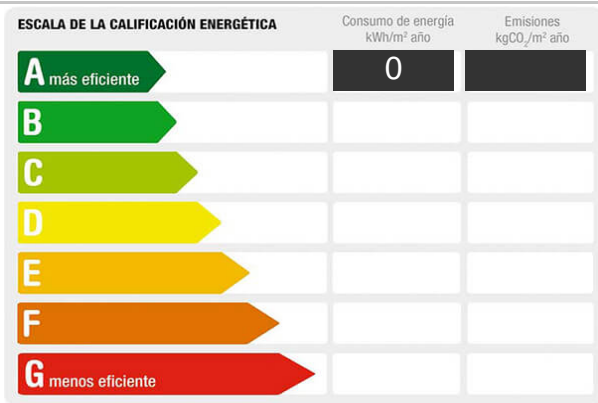 ESCALA DE LA CALIFICACIÓN ENERGÉTICA
Consumo de energía
kWh/m² año
Emisiones
kgCO₂/m² año
A más eficiente
0
B
C
D
E
F
G menos eficiente